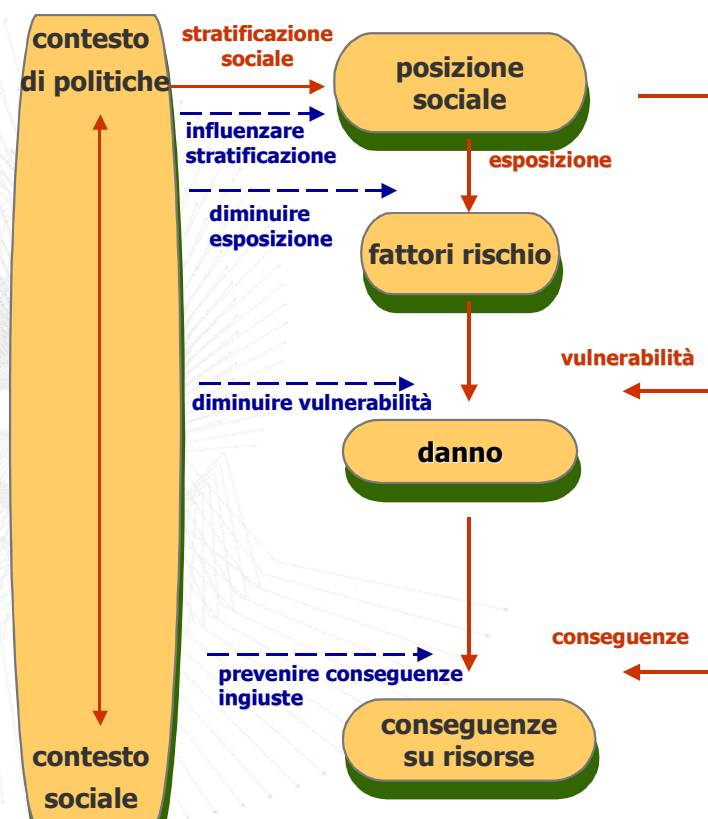 contesto
di politiche
stratificazione
sociale
posizione
sociale
influenzare
stratificazione
esposizione
diminuire
esposizione
fattori rischio
vulnerabilità
diminuire vulnerabilità
danno
conseguenze
prevenire conseguenze
ingiuste
conseguenze
su risorse
contesto
sociale